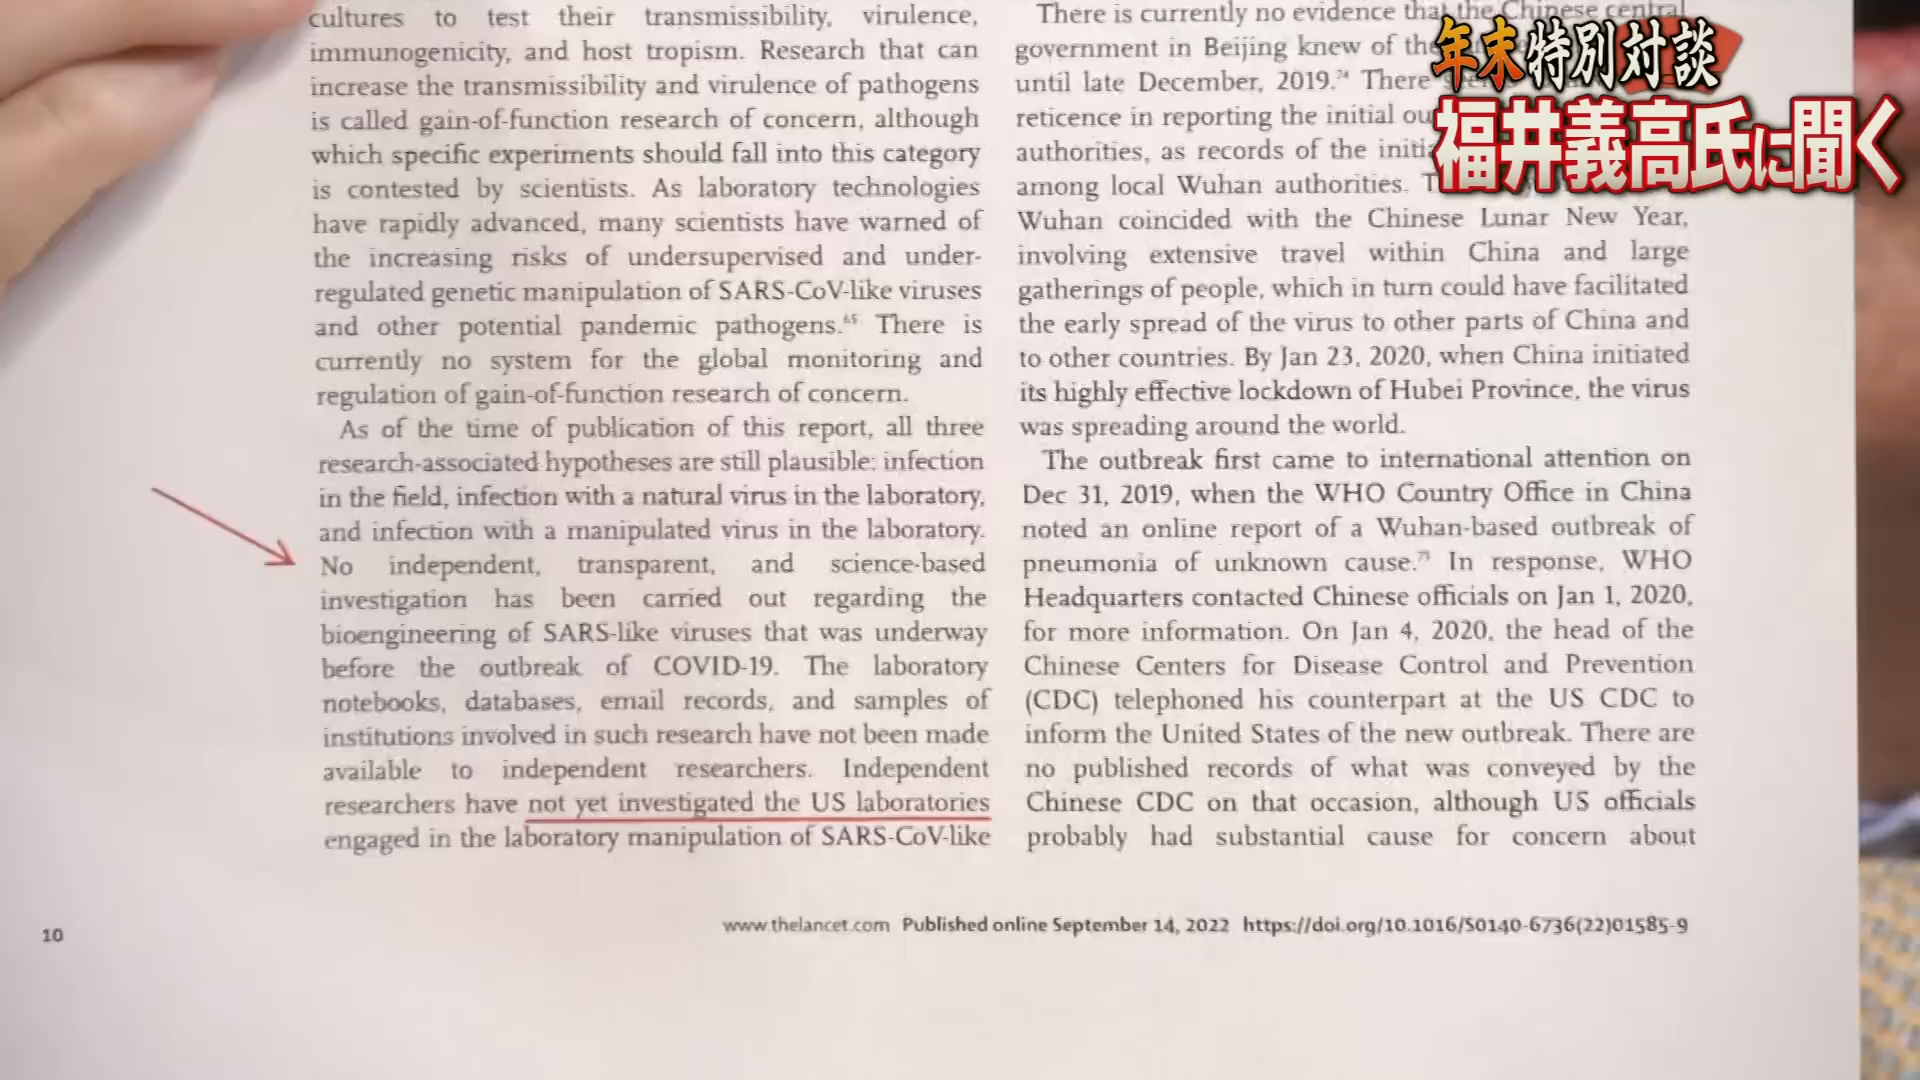 cultures to test their transmissibility, virulence,
immunogenicity, and host tropism. Research that can
increase the transmissibility and virulence of pathogens
is called gain-of-function research of concern, although
which specific experiments should fall into this category
is contested by scientists. As laboratory technologies
have rapidly advanced, many scientists have warned of
the increasing risks of undersupervised and under-
regulated genetic manipulation of SARS-CoV-like viruses
and other potential pandemic pathogens.⁶⁵ There is
currently no system for the global monitoring and
regulation of gain-of-function research of concern.
As of the time of publication of this report, all three
research-associated hypotheses are still plausible: infection
in the field, infection with a natural virus in the laboratory,
and infection with a manipulated virus in the laboratory.
No independent, transparent, and science-based
investigation has been carried out regarding the
bioengineering of SARS-like viruses that was underway
before the outbreak of COVID-19. The laboratory
notebooks, databases, email records, and samples of
institutions involved in such research have not been made
available to independent researchers. Independent
researchers have not yet investigated the US laboratories
engaged in the laboratory manipulation of SARS-CoV-like
There is currently no evidence that the Chinese central
government in Beijing knew of the
until late December, 2019.⁷⁴ There
reticence in reporting the initial
authorities, as records of the
among local Wuhan authorities.
Wuhan coincided with the Chinese Lunar New Year,
involving extensive travel within China and large
gatherings of people, which in turn could have facilitated
the early spread of the virus to other parts of China and
to other countries. By Jan 23, 2020, when China initiated
its highly effective lockdown of Hubei Province, the virus
was spreading around the world.
The outbreak first came to international attention on
Dec 31, 2019, when the WHO Country Office in China
noted an online report of a Wuhan-based outbreak of
pneumonia of unknown cause.⁷⁵ In response, WHO
Headquarters contacted Chinese officials on Jan 1, 2020,
for more information. On Jan 4, 2020, the head of the
Chinese Centers for Disease Control and Prevention
(CDC) telephoned his counterpart at the US CDC to
inform the United States of the new outbreak. There are
no published records of what was conveyed by the
Chinese CDC on that occasion, although US officials
probably had substantial cause for concern about
年末特別対談
福井義高氏に聞く
10
www.thelancet.com Published online September 14, 2022 https://doi.org/10.1016/S0140-6736(22)01585-9